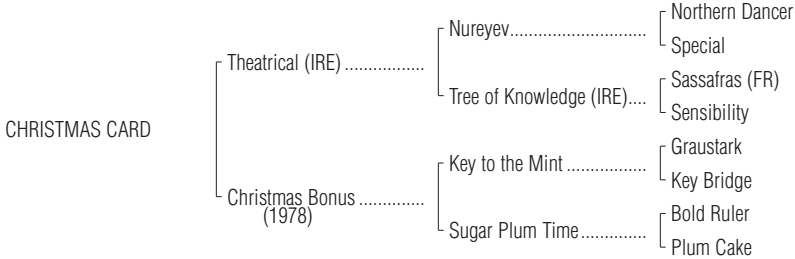 Northern Dancer
Nureyev..............................
Special
Theatrical (IRE) .................
Sassafras (FR)
Tree of Knowledge (IRE)....
Sensibility
CHRISTMAS CARD
Graustark
Key to the Mint .................
Key Bridge
Christmas Bonus ..............
(1978)
Bold Ruler
Sugar Plum Time..............
Plum Cake